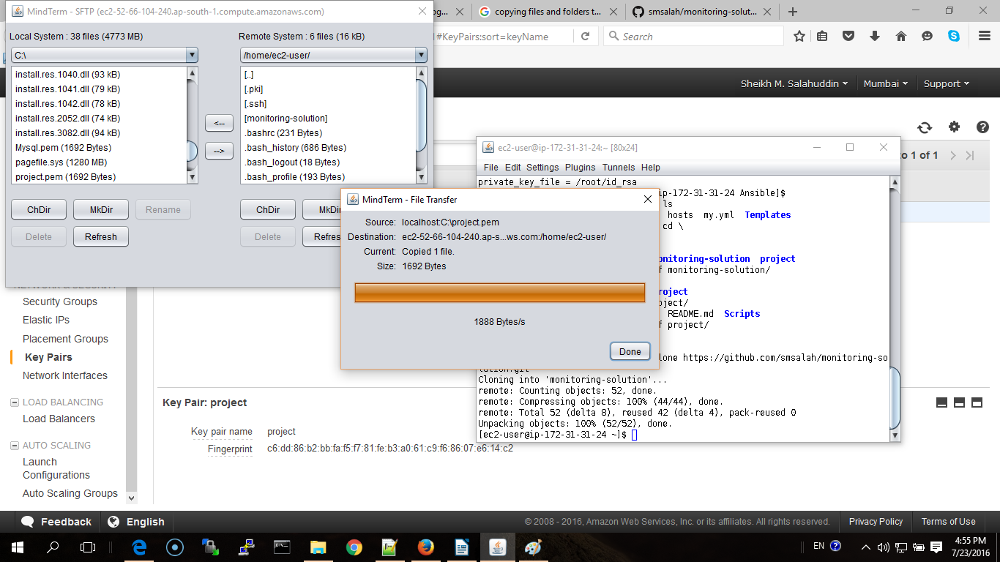 MindTerm - SFTP (ec2-52-66-104-240.ap-south-1.compute.amazonaws.com)
og...
copying files and folders t...
smsalah/monitoring-solut...
1#KeyPairs:sort=keyName
Search
Local System : 38 files (4773 MB)
Remote System : 6 files (16 kB)
C:\
/home/ec2-user/
install.res.1040.dll (93 kB)
install.res.1041.dll (79 kB)
install.res.1042.dll (78 kB)
install.res.2052.dll (74 kB)
install.res.3082.dll (94 kB)
Mysql.pem (1692 Bytes)
pagefile.sys (1280 MB)
project.pem (1692 Bytes)
<--
-->
[..]
[.pki]
[.ssh]
[monitoring-solution]
.bashrc (231 Bytes)
.bash_history (686 Bytes)
.bash_logout (18 Bytes)
.bash_profile (193 Bytes)
ChDir
MkDir
Rename
Delete
Refresh
ChDir
MkDi
Delete
Refre
Sheikh M. Salahuddin
Mumbai
Support
to 1 of 1
ec2-user@ip-172-31-31-24:~ [80x24]
File Edit Settings Plugins Tunnels Help
private_key_file = /root/id_rsa
ip-172-31-31-24 Ansible]$
ls
hosts my.yml Templates
cd \
onitoring-solution project
f monitoring-solution/
roject
oject/
README.md Scripts
f project/
lone https://github.com/smsalah/monitoring-so
lution.git
Cloning into 'monitoring-solution'...
remote: Counting objects: 52, done.
remote: Compressing objects: 100% (44/44), done.
remote: Total 52 (delta 8), reused 42 (delta 4), pack-reused 0
Unpacking objects: 100% (52/52), done.
[ec2-user@ip-172-31-31-24 ~]$
MindTerm - File Transfer
Source: localhost:C:\project.pem
Destination: ec2-52-66-104-240.ap-s...ws.com:/home/ec2-user/
Current: Copied 1 file.
Size: 1692 Bytes
1888 Bytes/s
Done
NETWORK & SECURITY
Security Groups
Elastic IPs
Placement Groups
Key Pairs
Network Interfaces
LOAD BALANCING
Load Balancers
AUTO SCALING
Launch
Configurations
Auto Scaling Groups
Key Pair: project
Key pair name project
Fingerprint c6:dd:86:b2:bb:fa:f5:f7:81:fe:b3:a0:61:c9:f6:86:07:e6:14:c2
Feedback
English
© 2008 - 2016, Amazon Web Services, Inc. or its affiliates. All rights reserved.
Privacy Policy
Terms of Use
EN
4:55 PM
7/23/2016